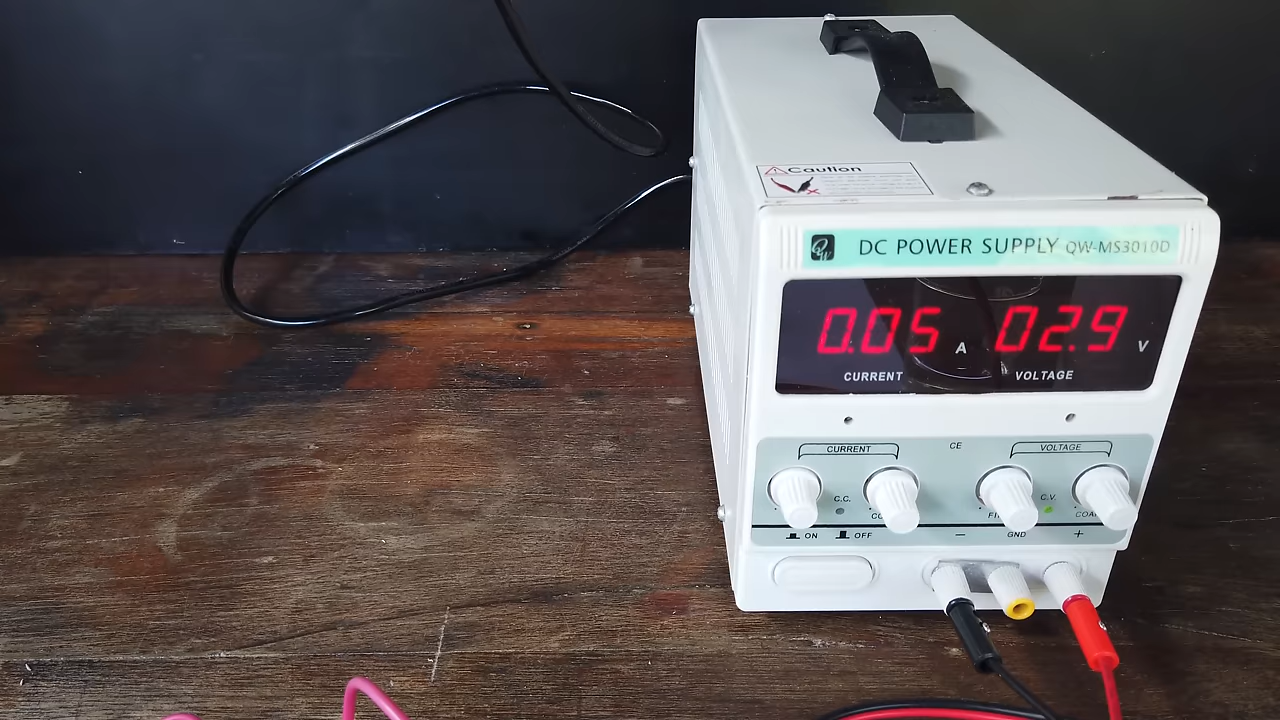 Caution
DC POWER SUPPLY QW-MS3010D
0.05 A 02.9 V
CURRENT VOLTAGE
CURRENT CE VOLTAGE
C.C. C.V.
ON OFF − GND +